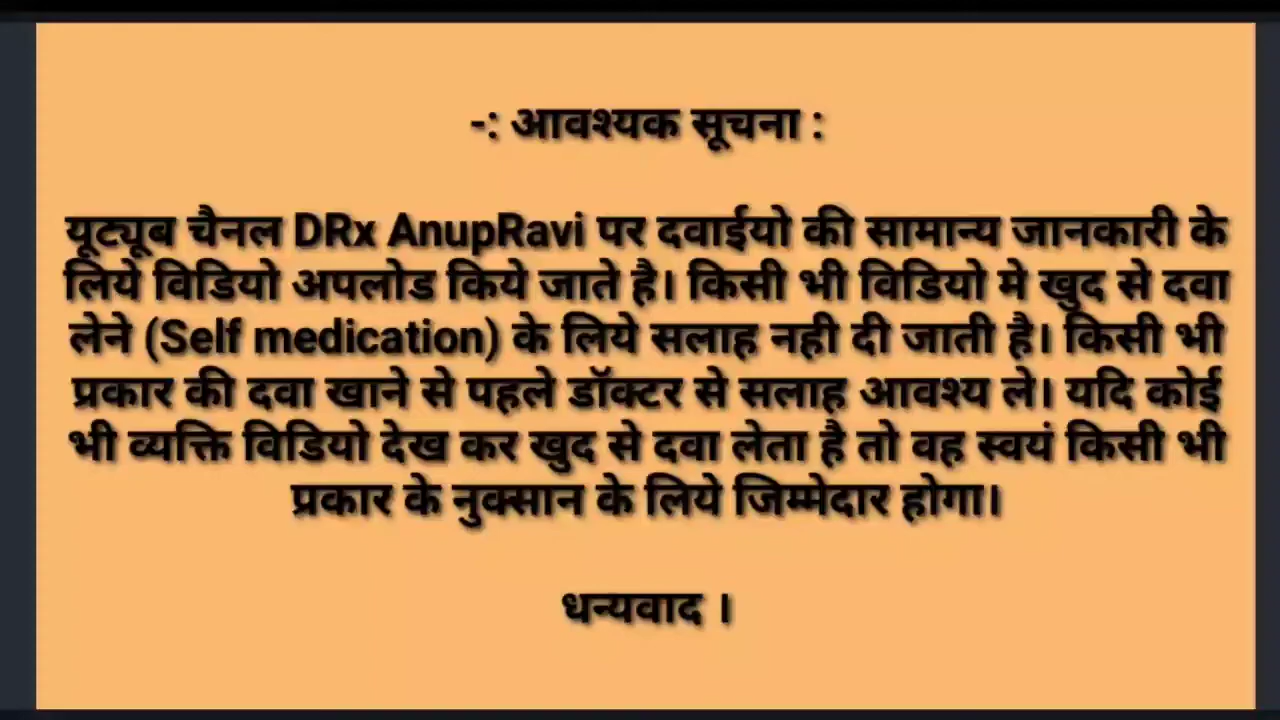 -: आवश्यक सूचना :
यूट्यूब चैनल DRx AnupRavi पर दवाईयो की सामान्य जानकारी के
लिये विडियो अपलोड किये जाते है। किसी भी विडियो मे खुद से दवा
लेने (Self medication) के लिये सलाह नही दी जाती है। किसी भी
प्रकार की दवा खाने से पहले डॉक्टर से सलाह आवश्य ले। यदि कोई
भी व्यक्ति विडियो देख कर खुद से दवा लेता है तो वह स्वयं किसी भी
प्रकार के नुक्सान के लिये जिम्मेदार होगा।
धन्यवाद ।